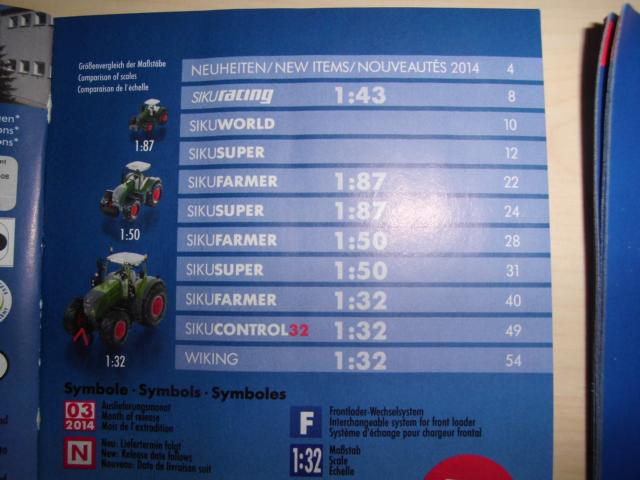 Größenvergleich der Maßstäbe
Comparison of scales
Comparaison de l'échelle
1:87
1:50
1:32
NEUHEITEN/NEW ITEMS/NOUVEAUTÉS 2014 4
SIKURACING 1:43 8
SIKUWORLD 10
SIKUSUPER 12
SIKUFARMER 1:87 22
SIKUSUPER 1:87 24
SIKUFARMER 1:50 28
SIKUSUPER 1:50 31
SIKUFARMER 1:32 40
SIKUCONTROL32 1:32 49
WIKING 1:32 54
Symbole · Symbols · Symboles
03
2014
Auslieferungsmonat
Month of release
Mois de l'extradition
N
Neu: Liefertermin folgt
New: Release date follows
Nouveau: Date de livraison suit
F
Frontlader-Wechselsystem
Interchangeable system for front loader
Système d'échange pour chargeur frontal
1:32
Maßstab
Scale
Echelle